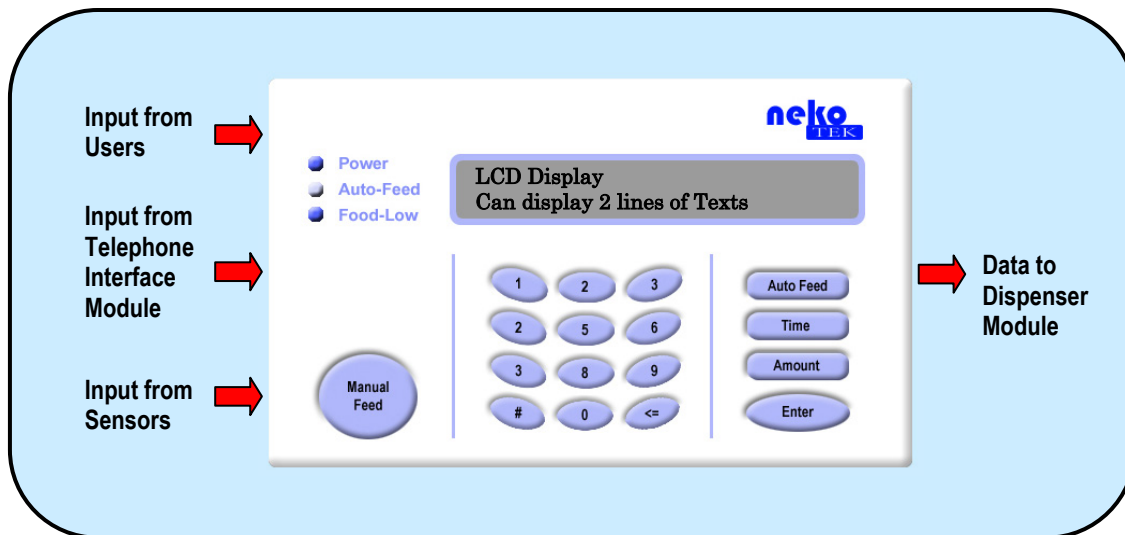 Input from
Users
Input from
Telephone
Interface
Module
Input from
Sensors
neko
TEK
Power
Auto-Feed
Food-Low
LCD Display
Can display 2 lines of Texts
Manual
Feed
1 2 3
2 5 6
3 8 9
# 0 <=
Auto Feed
Time
Amount
Enter
Data to
Dispenser
Module